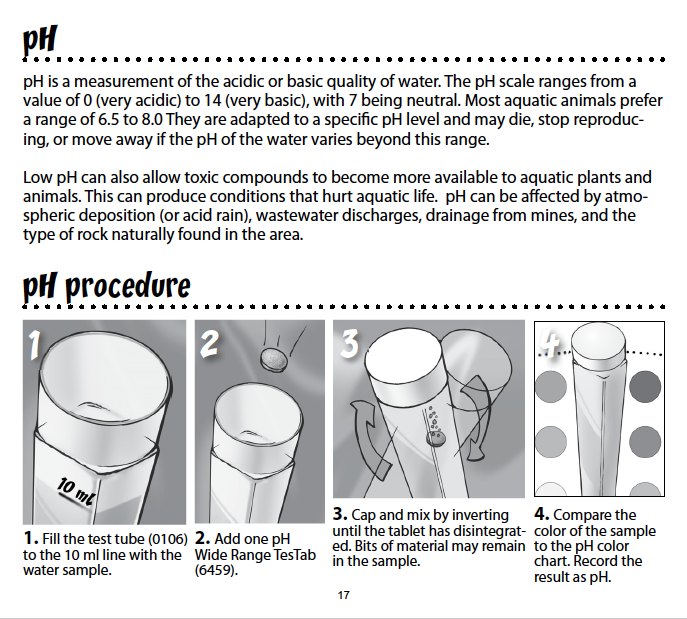 pH
pH is a measurement of the acidic or basic quality of water. The pH scale ranges from a
value of 0 (very acidic) to 14 (very basic), with 7 being neutral. Most aquatic animals prefer
a range of 6.5 to 8.0 They are adapted to a specific pH level and may die, stop reproduc-
ing, or move away if the pH of the water varies beyond this range.
Low pH can also allow toxic compounds to become more available to aquatic plants and
animals. This can produce conditions that hurt aquatic life.  pH can be affected by atmo-
spheric deposition (or acid rain), wastewater discharges, drainage from mines, and the
type of rock naturally found in the area.
pH procedure
1
10 ml
1. Fill the test tube (0106)
to the 10 ml line with the
water sample.
2
2. Add one pH
Wide Range TesTab
(6459).
3
3. Cap and mix by inverting
until the tablet has disintegrat-
ed. Bits of material may remain
in the sample.
4
4. Compare the
color of the sample
to the pH color
chart. Record the
result as pH.
17